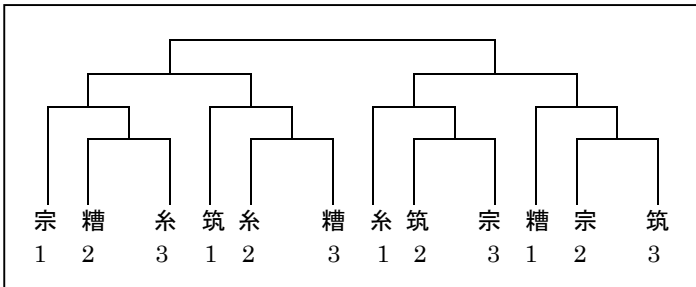 宗 糟 糸 筑 糸 糟 糸 筑 宗 糟 宗 筑
1 2 3 1 2 3 1 2 3 1 2 3